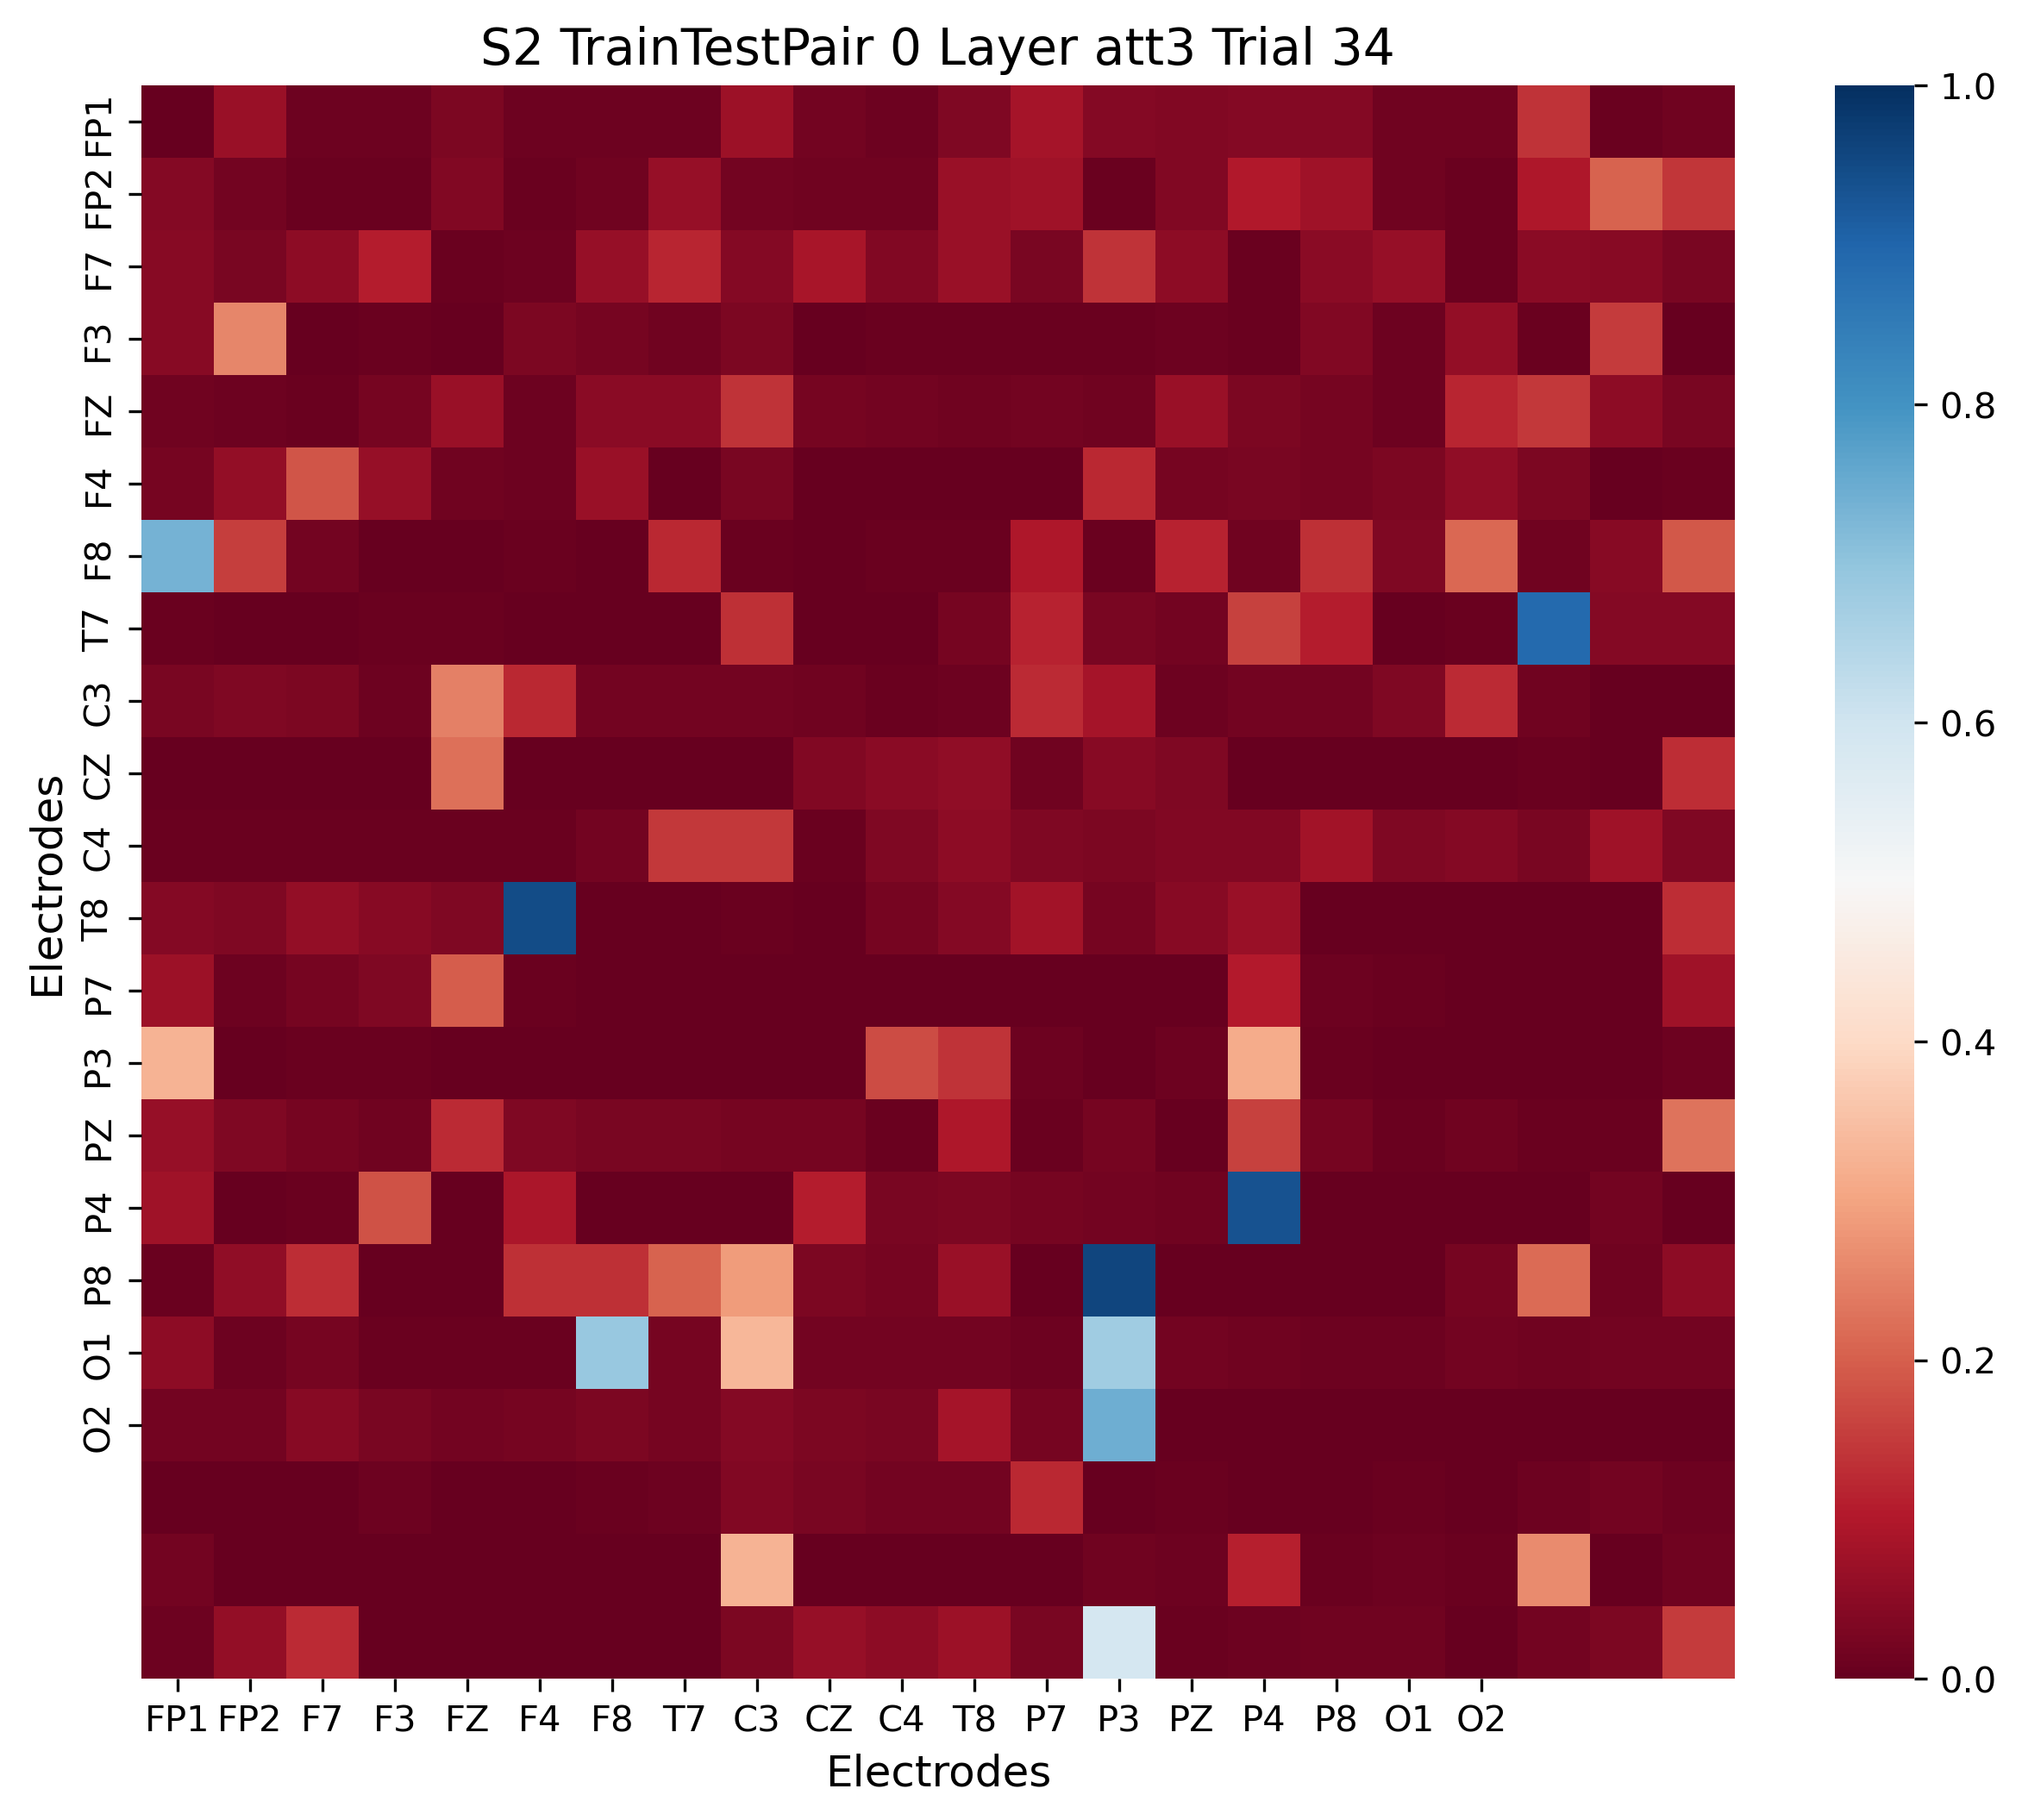 S2 TrainTestPair 0 Layer att3 Trial 34
Electrodes
FP1
FP2
F7
F3
FZ
F4
F8
T7
C3
CZ
C4
T8
P7
P3
PZ
P4
P8
O1
O2
FP1 FP2 F7 F3 FZ F4 F8 T7 C3 CZ C4 T8 P7 P3 PZ P4 P8 O1 O2
Electrodes
1.0
0.8
0.6
0.4
0.2
0.0